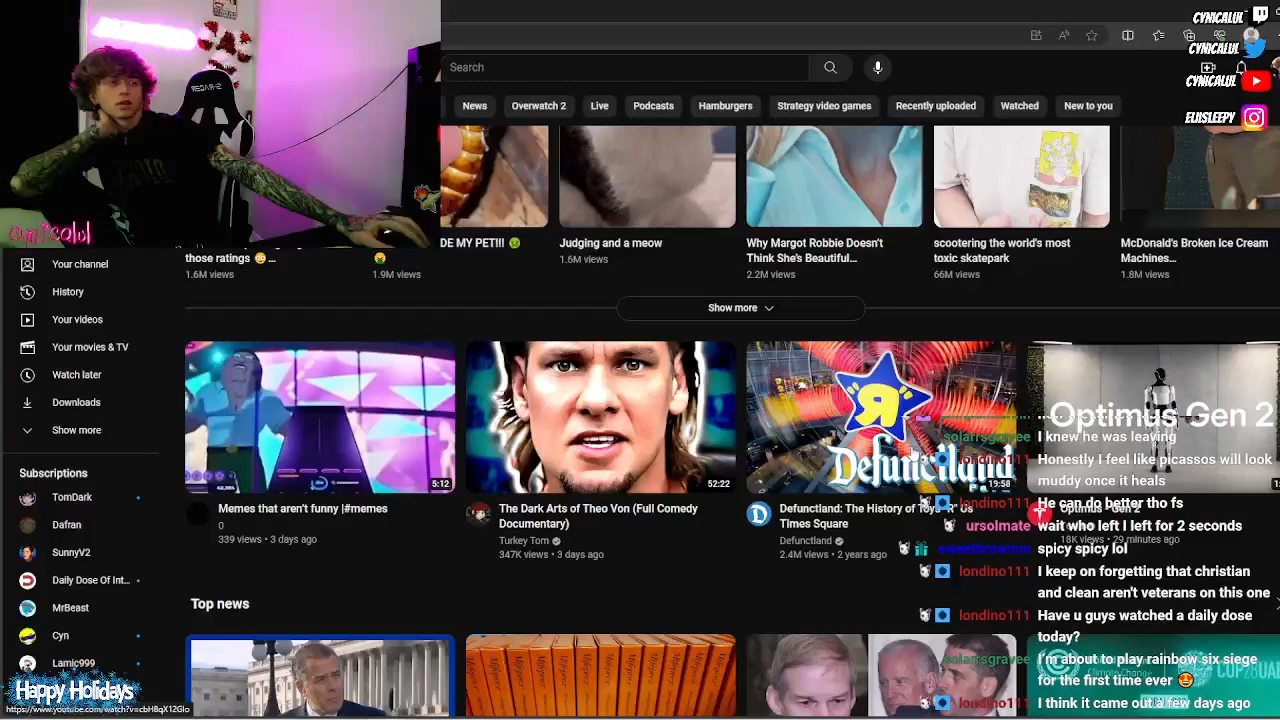 CYNICALUL
CYNICALUL
CYNICALUL
ELIISLEEPY
Search
News
Overwatch 2
Live
Podcasts
Hamburgers
Strategy video games
Recently uploaded
Watched
New to you
those ratings 😳...
1.6M views
🤮
1.9M views
DE MY PET!!! 🤢
Judging and a meow
1.6M views
Why Margot Robbie Doesn't
Think She's Beautiful...
2.2M views
scootering the world's most
toxic skatepark
66M views
McDonald's Broken Ice Cream
Machines...
1.8M views
cynicalul
Show more
Your channel
History
Your videos
Your movies & TV
Watch later
Downloads
Show more
Subscriptions
TomDark
Dafran
SunnyV2
Daily Dose Of Int...
MrBeast
Cyn
Lamic999
5:12
Memes that aren't funny |#memes
0
339 views • 3 days ago
52:22
The Dark Arts of Theo Von (Full Comedy
Documentary)
Turkey Tom
347K views • 3 days ago
Defunctland
19:58
Defunctland: The History of Toys "R" Us
Times Square
Defunctland
2.4M views • 2 years ago
Optimus Gen 2
18K views • 29 minutes ago
solarrsgravee I knew he was leaving
londino111 Honestly I feel like picassos will look
muddy once it heals
londino111 He can do better tho fs
ursolmate wait who left I left for 2 seconds
sweetbrownnn spicy spicy lol
londino111 I keep on forgetting that christian
and clean aren't veterans on this one
londino111 Have u guys watched a daily dose
today?
solarrsgravee I'm about to play rainbow six siege
for the first time ever 🤩
londino111 I think it came out a few days ago
Top news
Happy Holidays